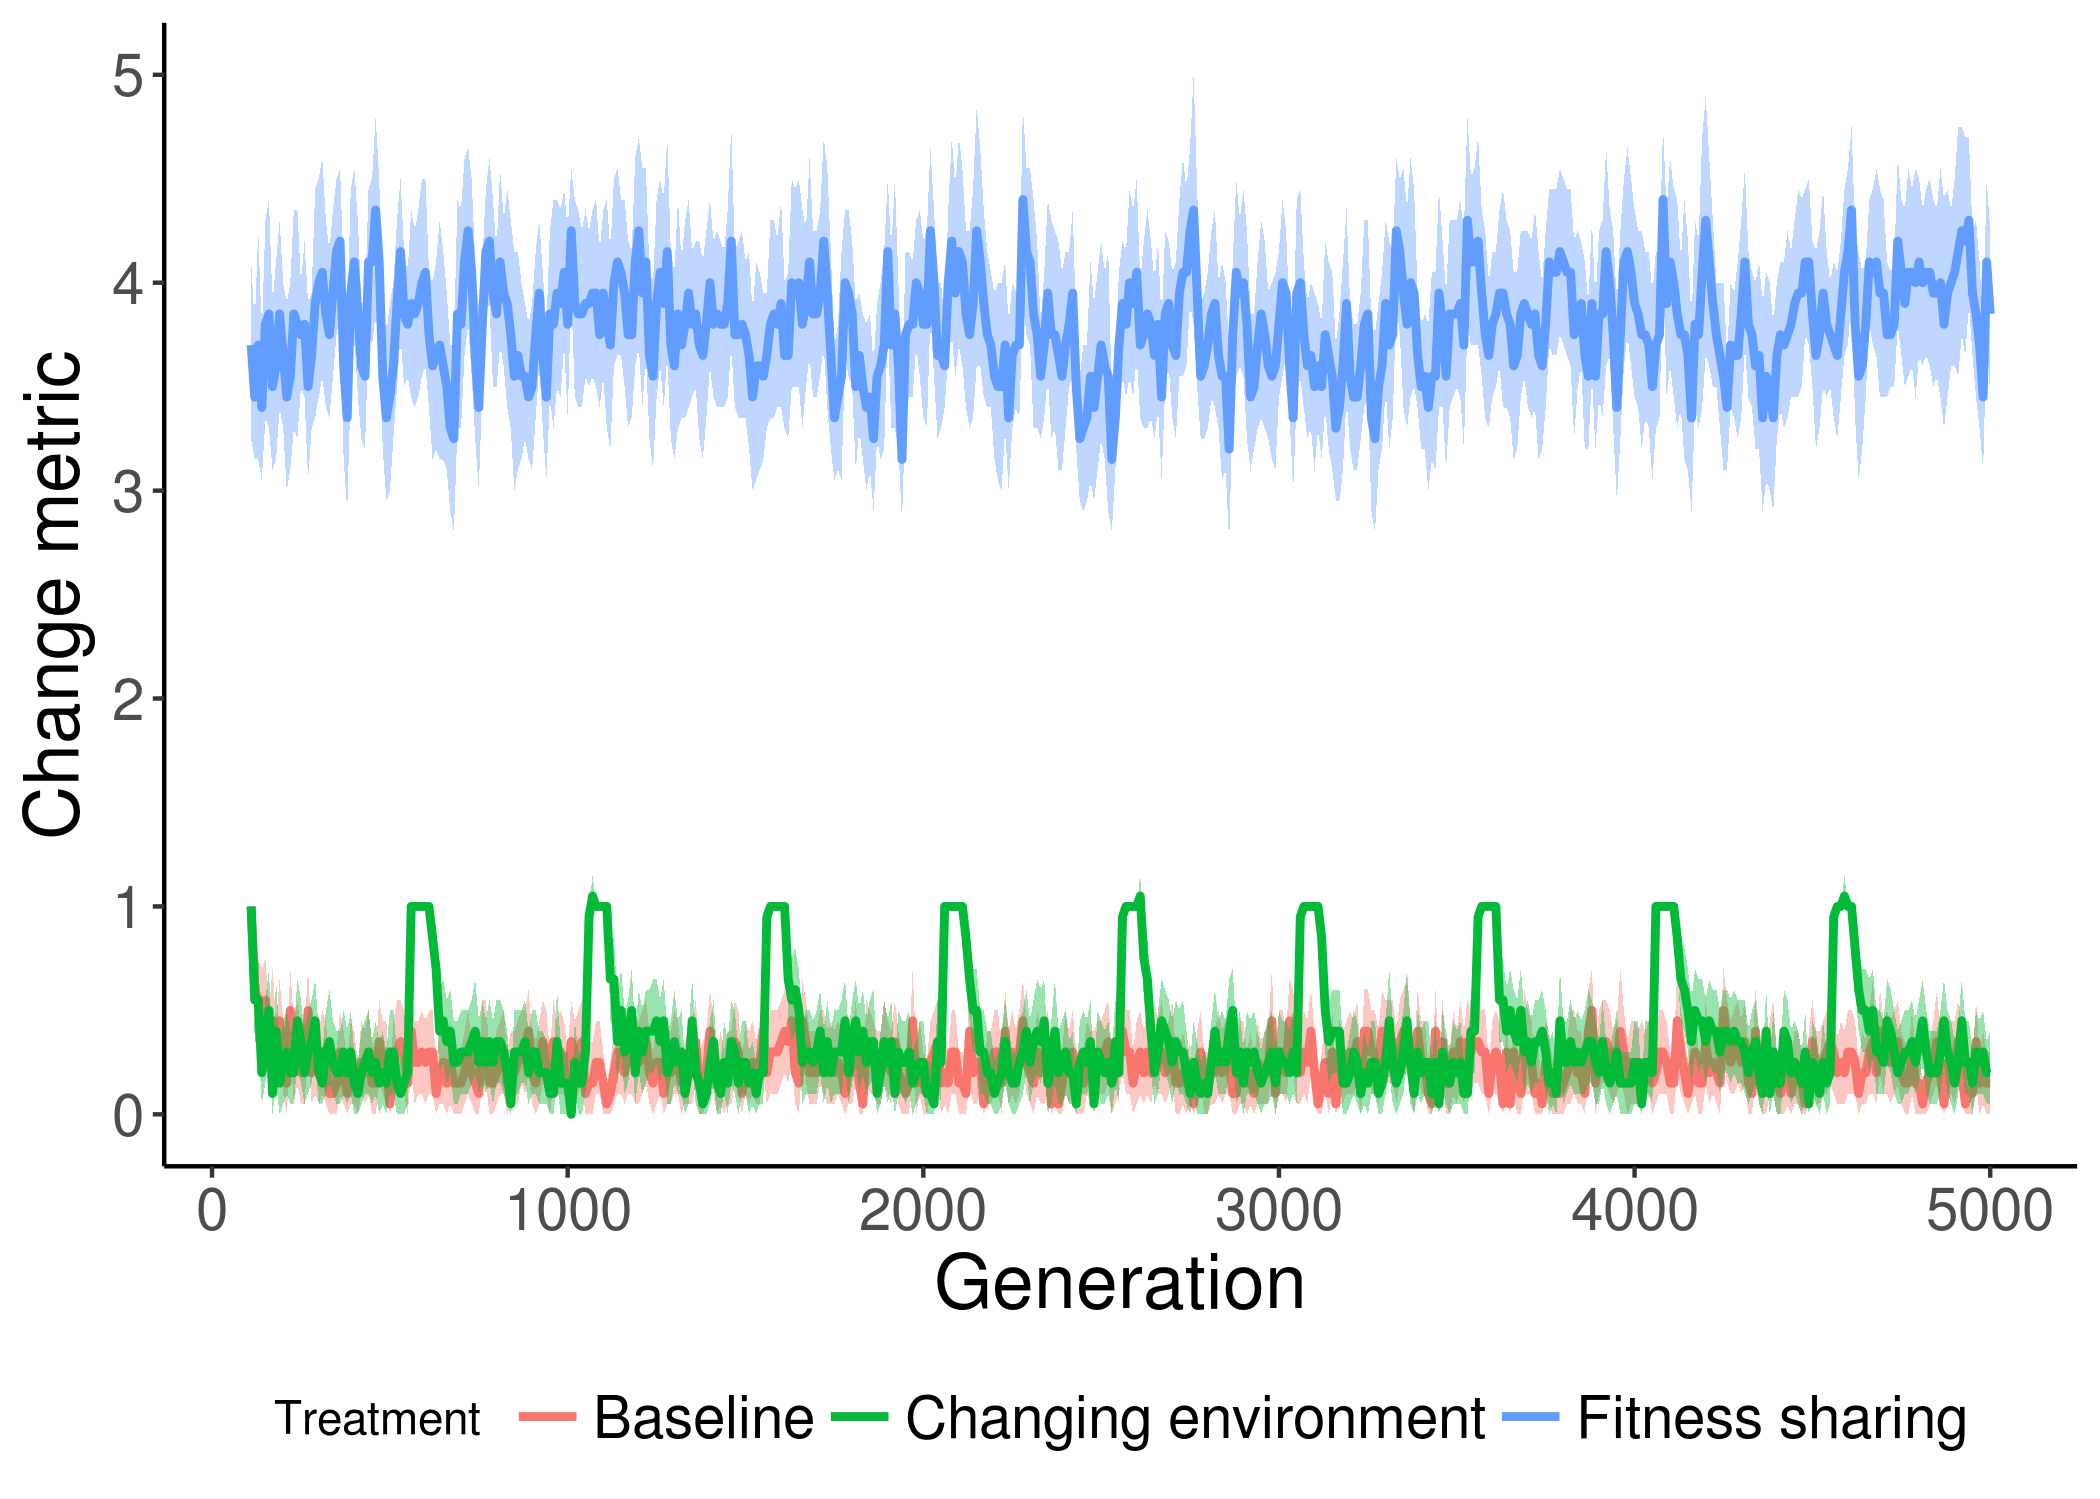 Change metric
5
4
3
2
1
0
0 1000 2000 3000 4000 5000
Generation
Treatment Baseline Changing environment Fitness sharing